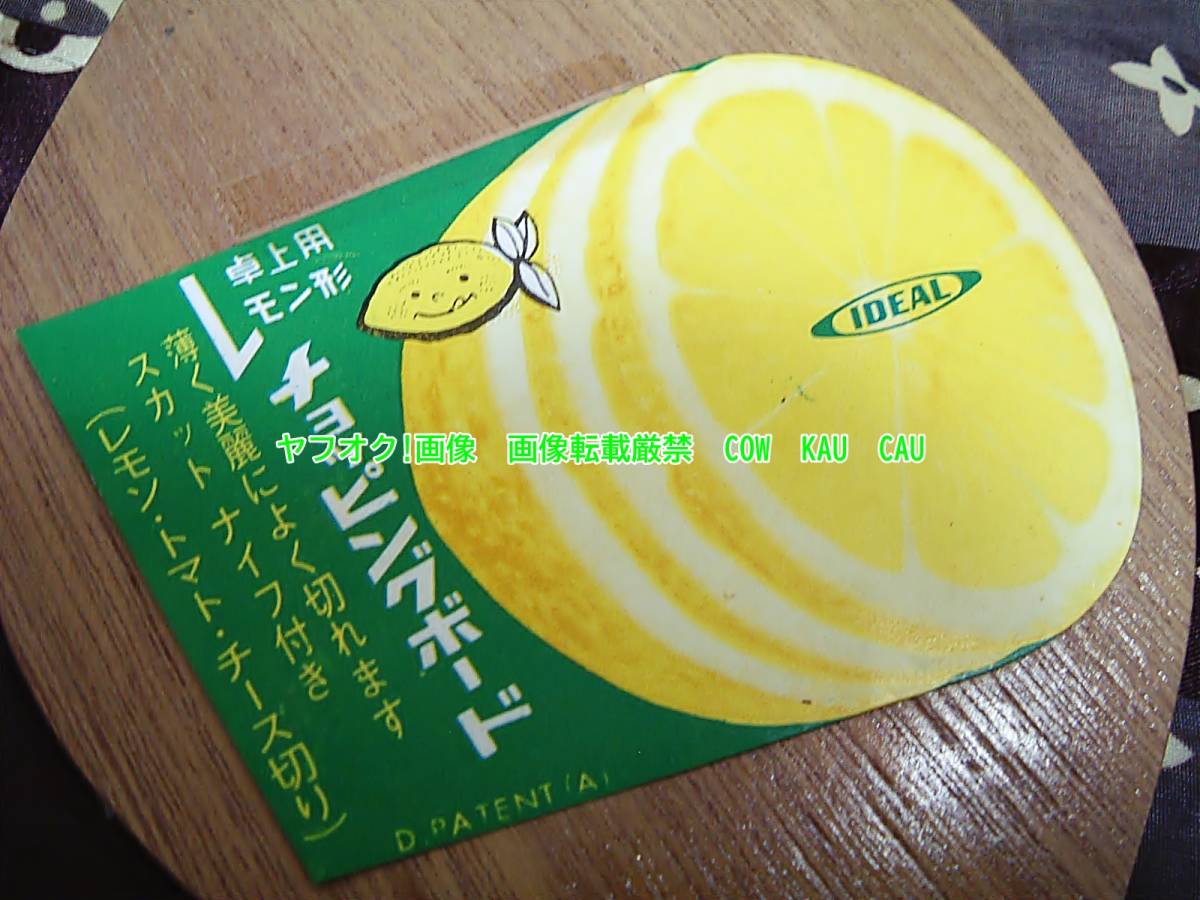 卓上用
レモン形
チョッピングボード
薄く美麗によく切れます
スカット ナイフ付き
(レモン・トマト・チーズ切り)
D.PATENT(A)
IDEAL
ヤフオク!画像 画像転載厳禁 COW KAU CAU